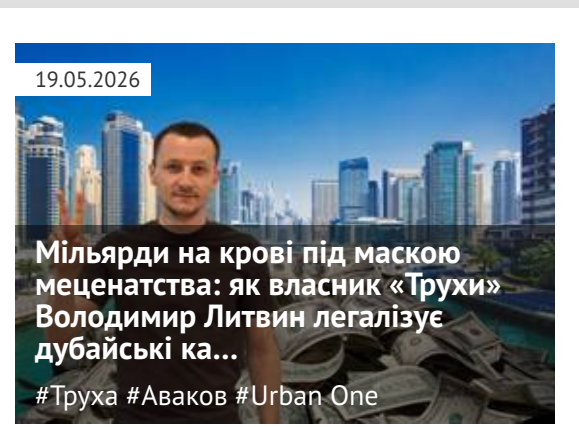 19.05.2026
Мільярди на крові під маскою
меценатства: як власник «Трухи»
Володимир Литвин легалізує
дубайські ка...
#Труха #Аваков #Urban One